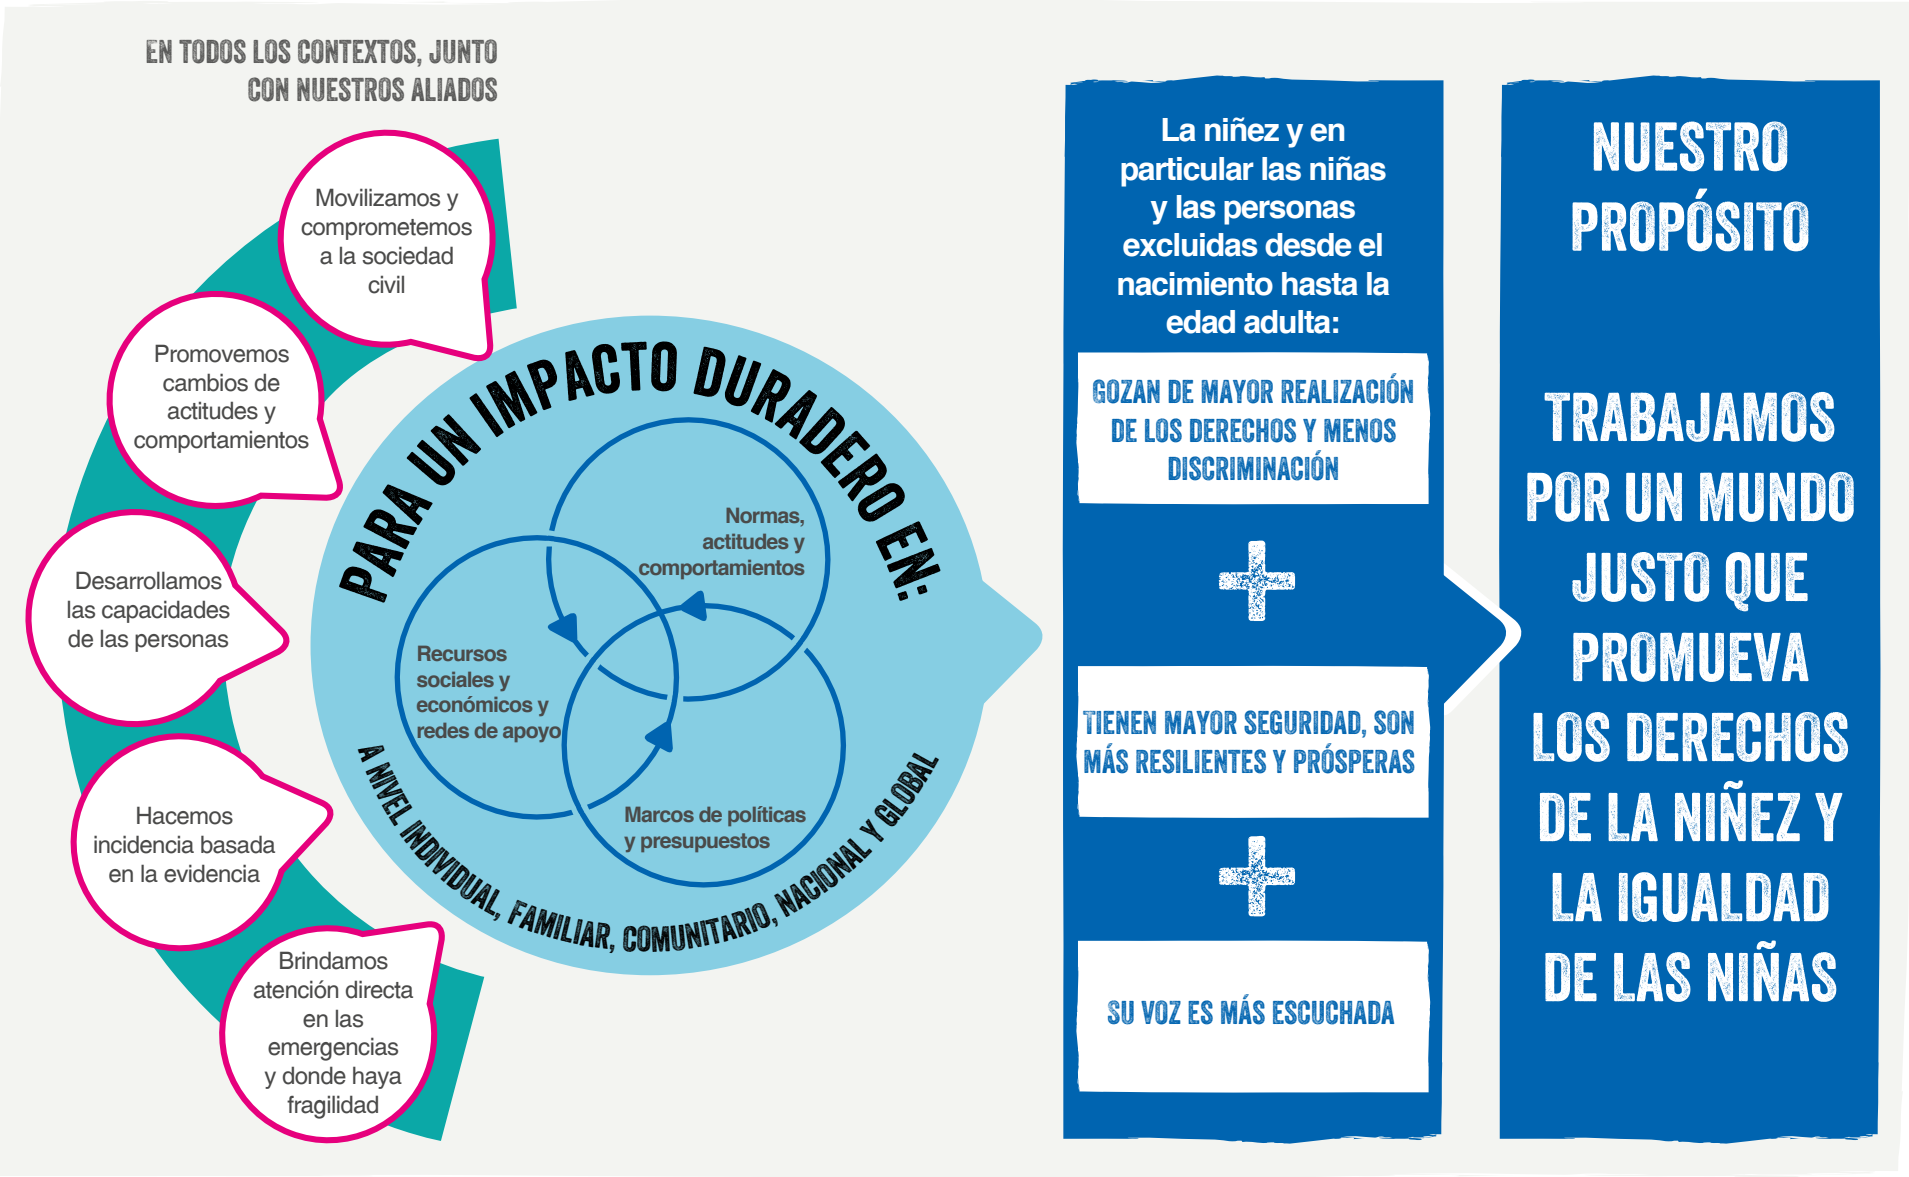 EN TODOS LOS CONTEXTOS, JUNTO
CON NUESTROS ALIADOS
Movilizamos y
comprometemos
a la sociedad
civil
Promovemos
cambios de
actitudes y
comportamientos
Desarrollamos
las capacidades
de las personas
Hacemos
incidencia basada
en la evidencia
Brindamos
atención directa
en las
emergencias
y donde haya
fragilidad
PARA UN IMPACTO DURADERO EN:
Normas,
actitudes y
comportamientos
Recursos
sociales y
económicos y
redes de apoyo
Marcos de políticas
y presupuestos
A NIVEL INDIVIDUAL, FAMILIAR, COMUNITARIO, NACIONAL Y GLOBAL
La niñez y en
particular las niñas
y las personas
excluidas desde el
nacimiento hasta la
edad adulta:
GOZAN DE MAYOR REALIZACIÓN
DE LOS DERECHOS Y MENOS
DISCRIMINACIÓN
+
TIENEN MAYOR SEGURIDAD, SON
MÁS RESILIENTES Y PRÓSPERAS
+
SU VOZ ES MÁS ESCUCHADA
NUESTRO
PROPÓSITO
TRABAJAMOS
POR UN MUNDO
JUSTO QUE
PROMUEVA
LOS DERECHOS
DE LA NIÑEZ Y
LA IGUALDAD
DE LAS NIÑAS